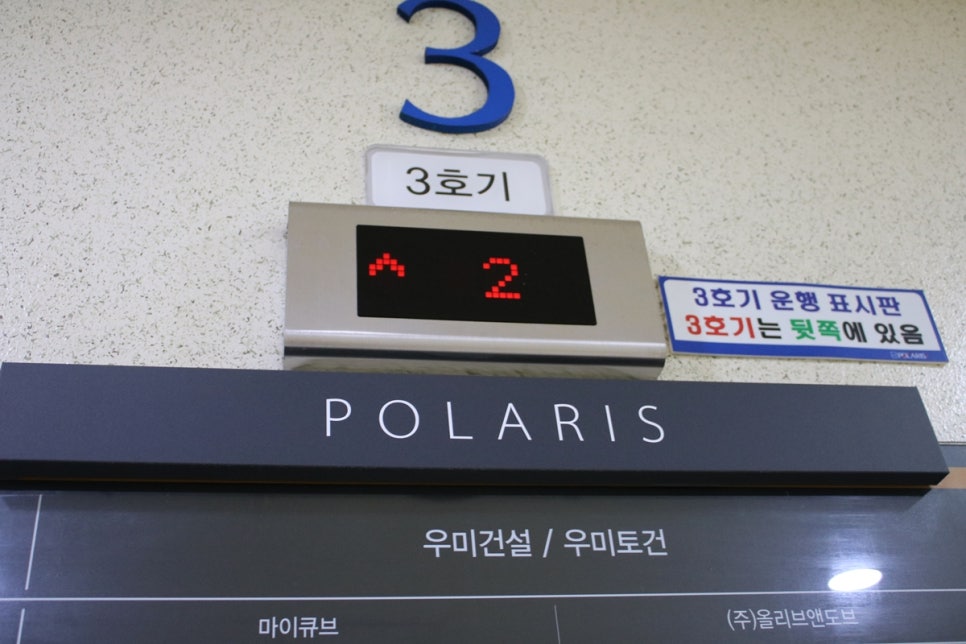 3
3호기
^ 2
3호기 운행 표시판
3호기는 뒷쪽에 있음
POLARIS
POLARIS
우미건설 / 우미토건
마이큐브
(주)올리브앤도브